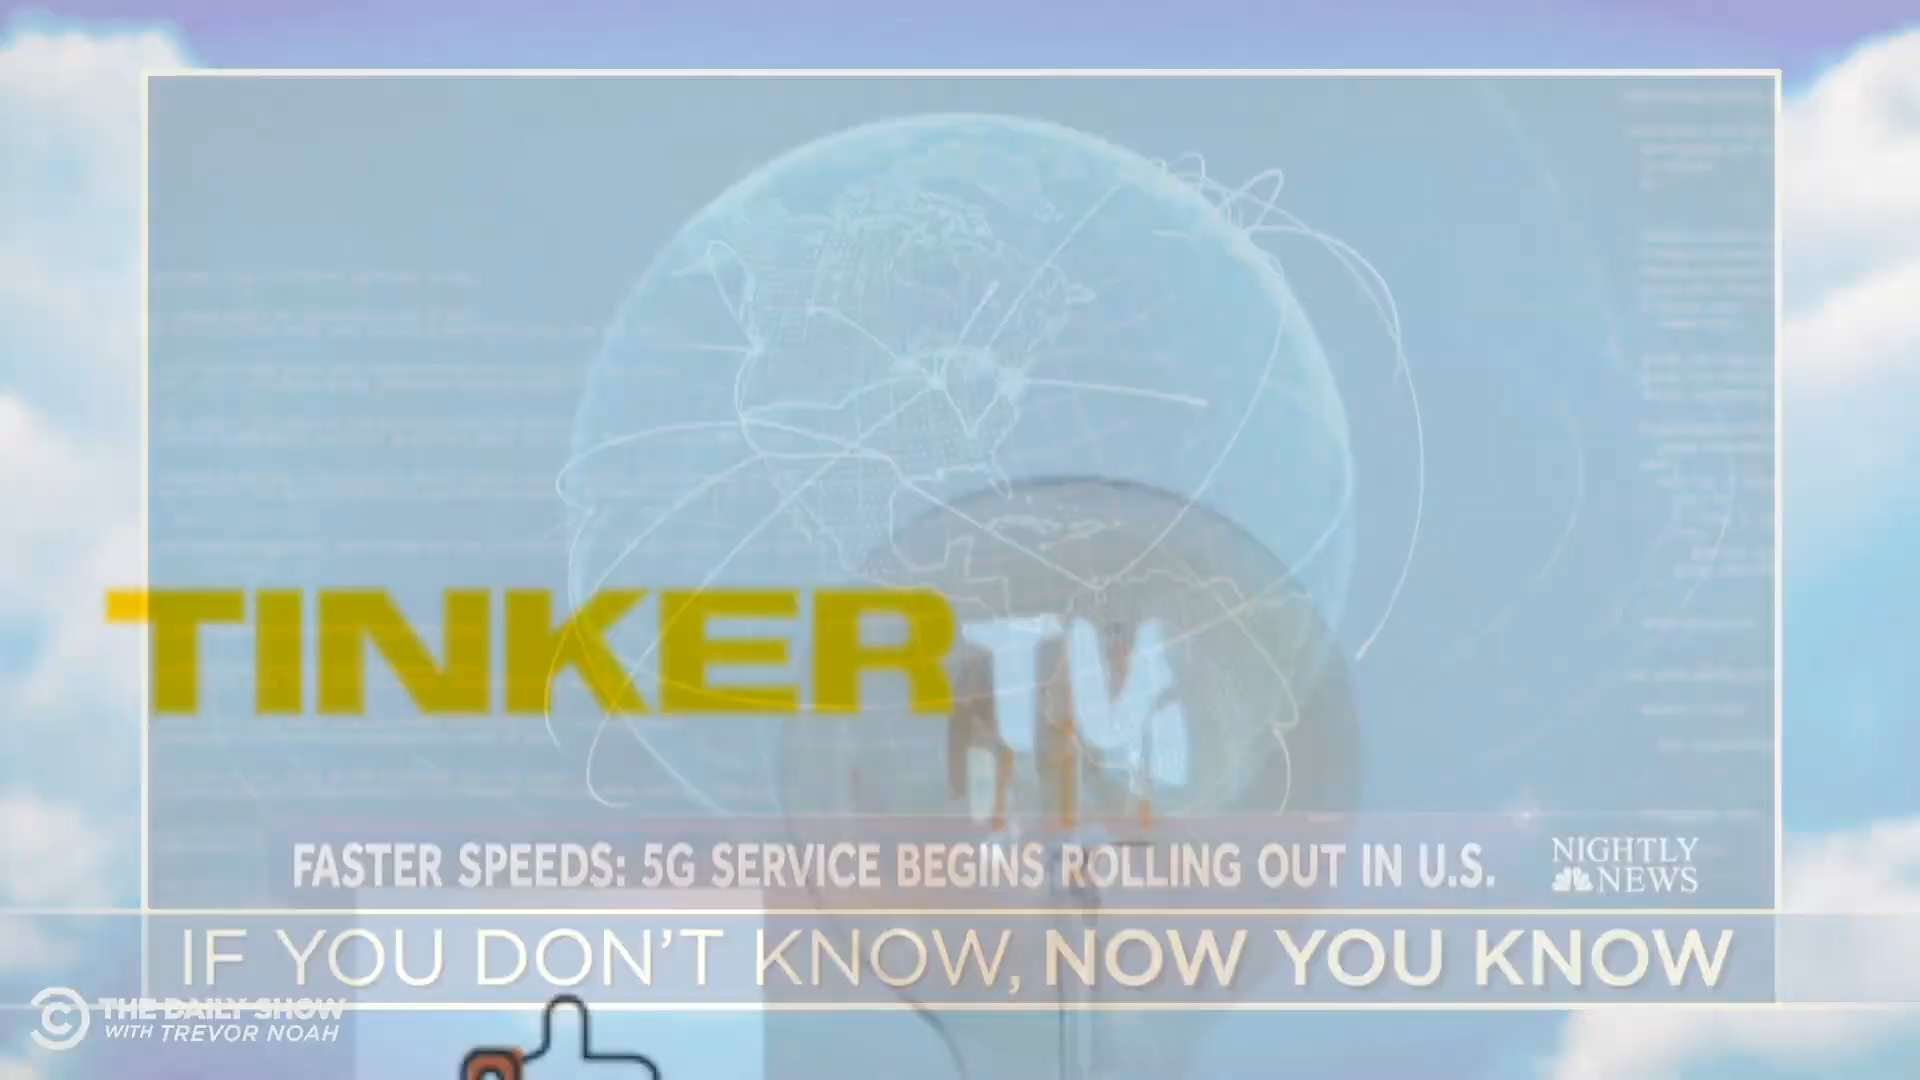 TINKER TV
FASTER SPEEDS: 5G SERVICE BEGINS ROLLING OUT IN U.S.
NIGHTLY
NEWS
IF YOU DON'T KNOW, NOW YOU KNOW
THE DAILY SHOW
WITH TREVOR NOAH